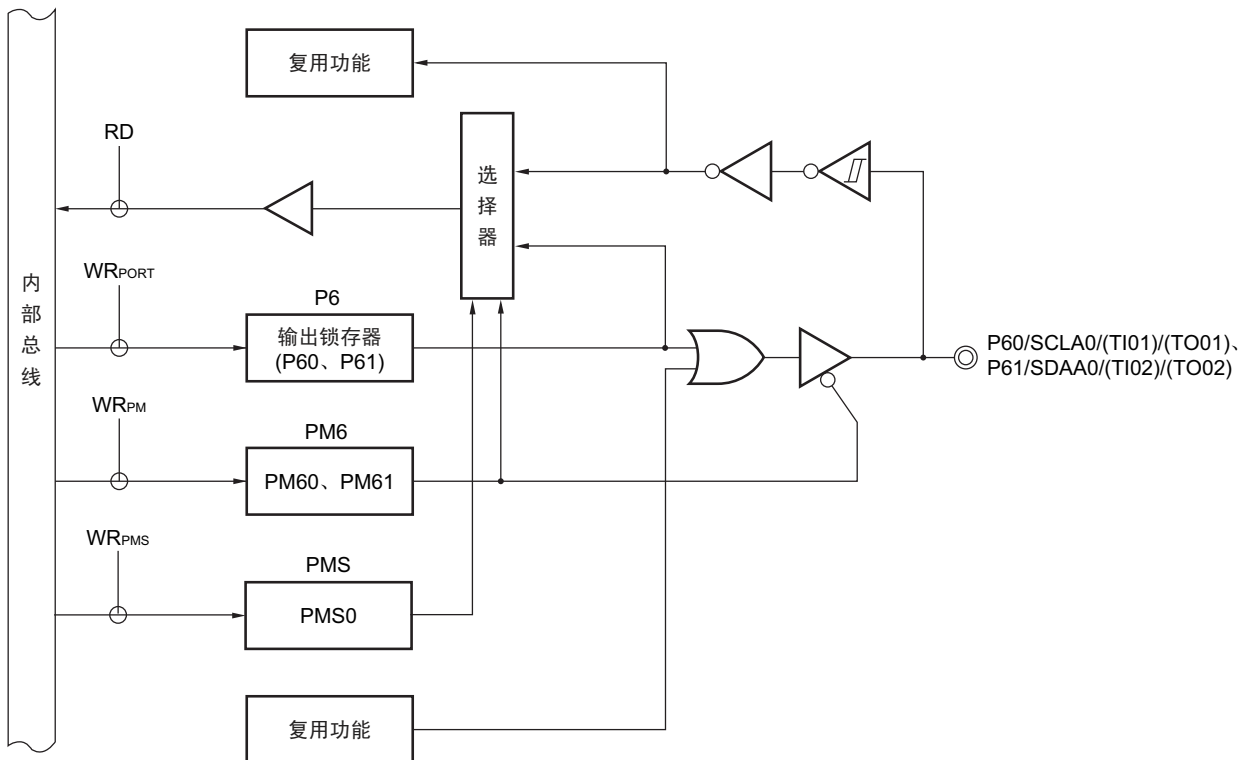 复用功能
RD
选择器
内部总线
WRPORT
P6
输出锁存器
(P60、P61)
P60/SCLA0/(TI01)/(TO01)、
P61/SDAA0/(TI02)/(TO02)
WRPM
PM6
PM60、PM61
WRPMS
PMS
PMS0
复用功能